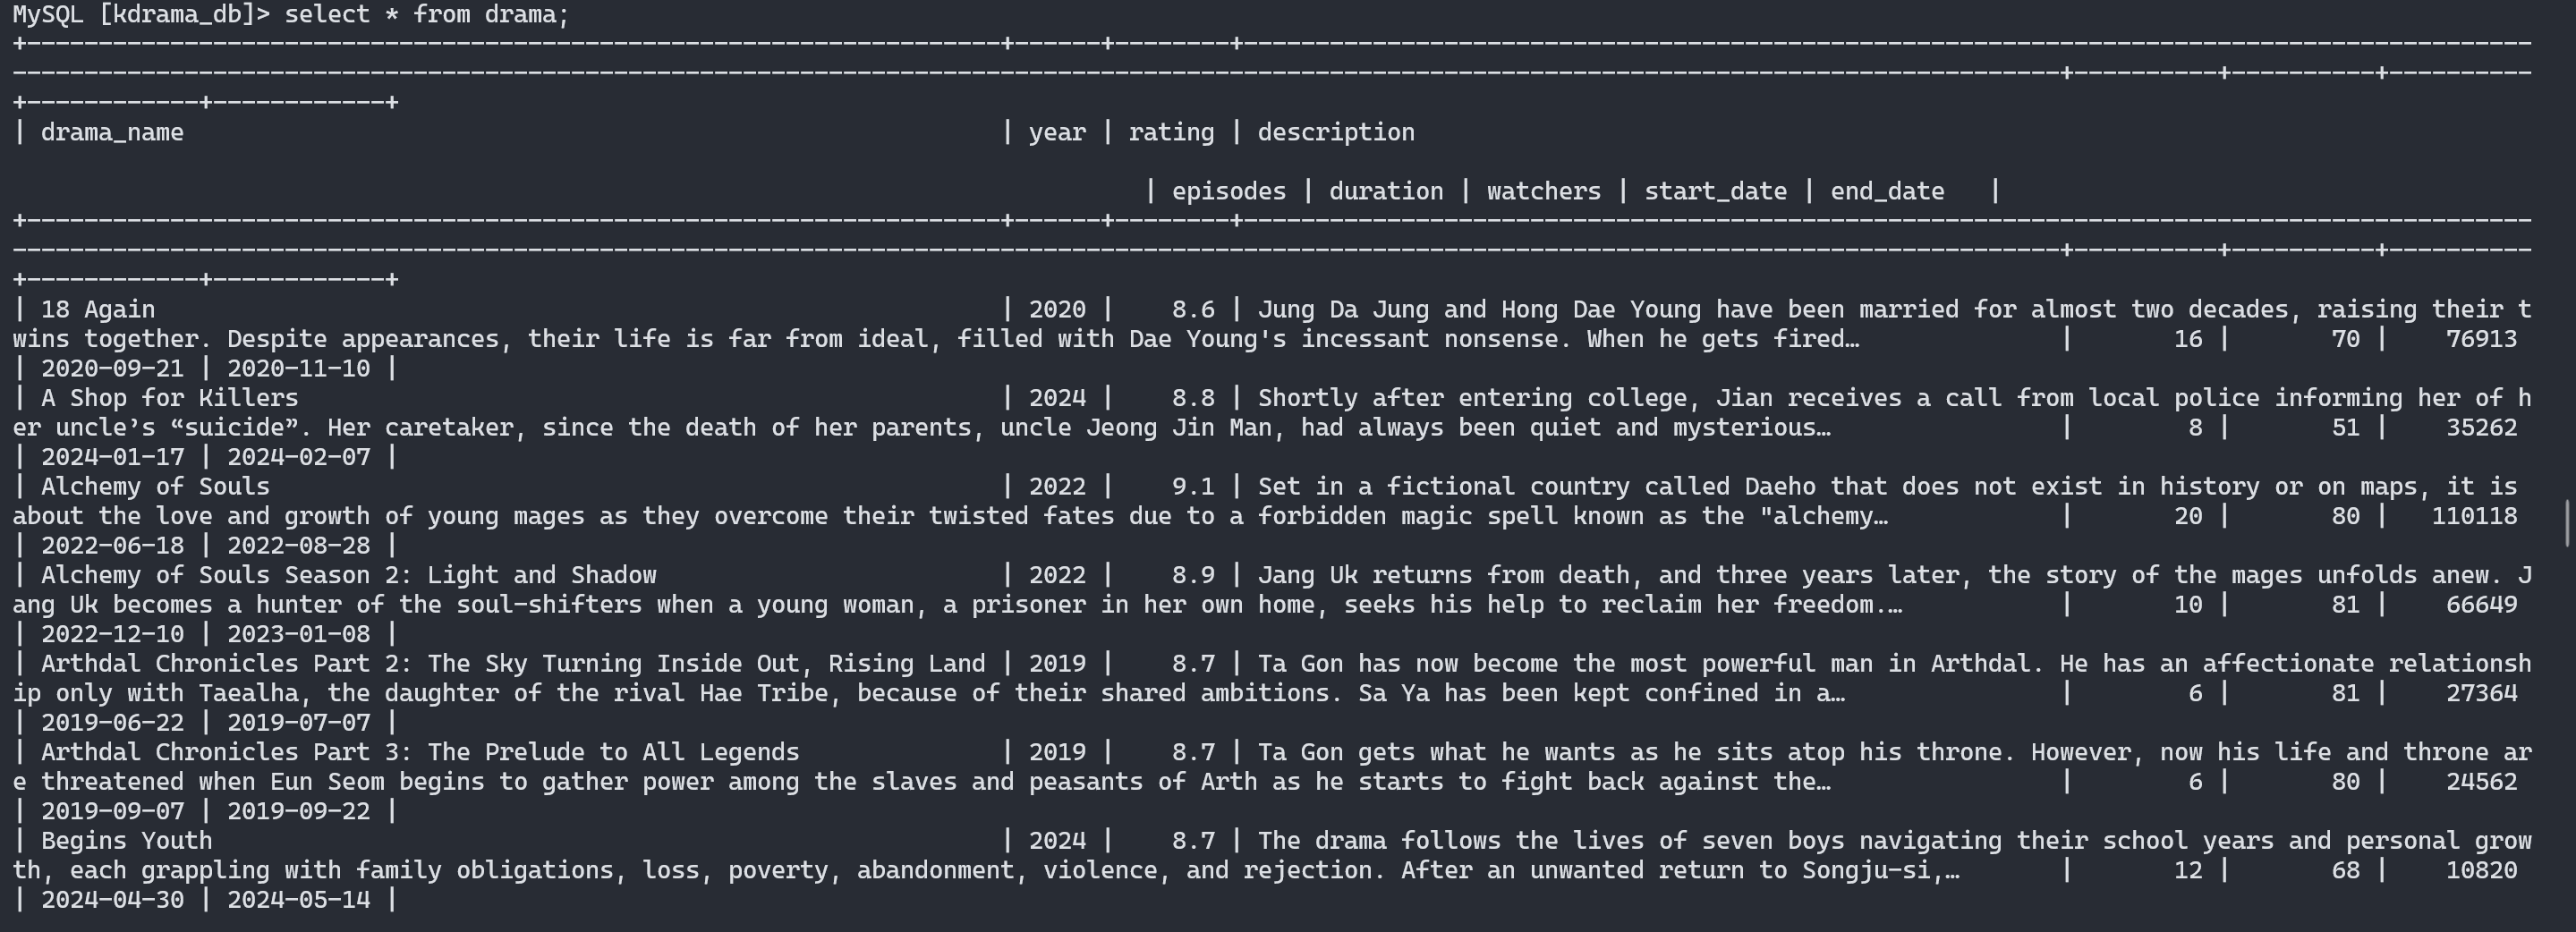 MySQL [kdrama_db]> select * from drama;
+--------------------------------------------------------------------+------+--------+------------------------------------------------------------------------------------------
-----------------------------------------------------------------------------------------------------------------------------------------------+----------+----------+----------
+------------+------------+
| drama_name | year | rating | description
| episodes | duration | watchers | start_date | end_date |
+--------------------------------------------------------------------+------+--------+------------------------------------------------------------------------------------------
-----------------------------------------------------------------------------------------------------------------------------------------------+----------+----------+----------
+------------+------------+
| 18 Again | 2020 | 8.6 | Jung Da Jung and Hong Dae Young have been married for almost two decades, raising their t
wins together. Despite appearances, their life is far from ideal, filled with Dae Young's incessant nonsense. When he gets fired… | 16 | 70 | 76913
| 2020-09-21 | 2020-11-10 |
| A Shop for Killers | 2024 | 8.8 | Shortly after entering college, Jian receives a call from local police informing her of h
er uncle’s “suicide”. Her caretaker, since the death of her parents, uncle Jeong Jin Man, had always been quiet and mysterious… | 8 | 51 | 35262
| 2024-01-17 | 2024-02-07 |
| Alchemy of Souls | 2022 | 9.1 | Set in a fictional country called Daeho that does not exist in history or on maps, it is
about the love and growth of young mages as they overcome their twisted fates due to a forbidden magic spell known as the "alchemy… | 20 | 80 | 110118
| 2022-06-18 | 2022-08-28 |
| Alchemy of Souls Season 2: Light and Shadow | 2022 | 8.9 | Jang Uk returns from death, and three years later, the story of the mages unfolds anew. J
ang Uk becomes a hunter of the soul-shifters when a young woman, a prisoner in her own home, seeks his help to reclaim her freedom.… | 10 | 81 | 66649
| 2022-12-10 | 2023-01-08 |
| Arthdal Chronicles Part 2: The Sky Turning Inside Out, Rising Land | 2019 | 8.7 | Ta Gon has now become the most powerful man in Arthdal. He has an affectionate relationsh
ip only with Taealha, the daughter of the rival Hae Tribe, because of their shared ambitions. Sa Ya has been kept confined in a… | 6 | 81 | 27364
| 2019-06-22 | 2019-07-07 |
| Arthdal Chronicles Part 3: The Prelude to All Legends | 2019 | 8.7 | Ta Gon gets what he wants as he sits atop his throne. However, now his life and throne ar
e threatened when Eun Seom begins to gather power among the slaves and peasants of Arth as he starts to fight back against the… | 6 | 80 | 24562
| 2019-09-07 | 2019-09-22 |
| Begins Youth | 2024 | 8.7 | The drama follows the lives of seven boys navigating their school years and personal grow
th, each grappling with family obligations, loss, poverty, abandonment, violence, and rejection. After an unwanted return to Songju-si,… | 12 | 68 | 10820
| 2024-04-30 | 2024-05-14 |